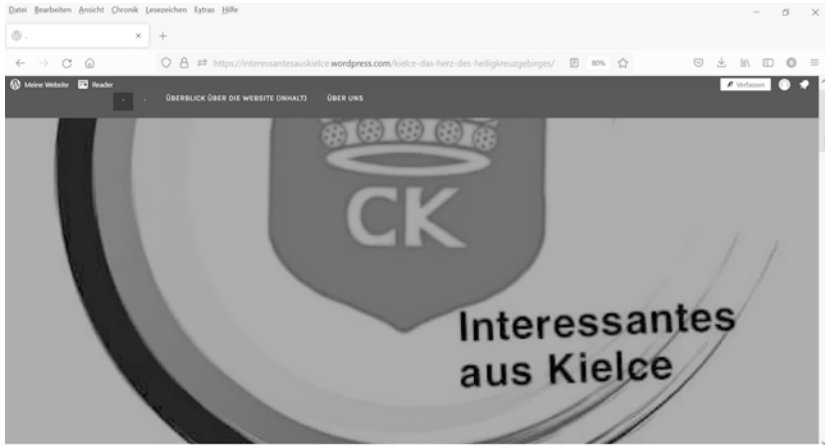 Datei Bearbeiten Ansicht Chronik Lesezeichen Extras Hilfe
https://interessantesauskielce.wordpress.com/kielce-das-herz-des-heiligkreuzgebirges/ 80%
Meine Website Reader Verfassen
ÜBERBLICK ÜBER DIE WEBSITE (INHALT) ÜBER UNS
CK
Interessantes
aus Kielce